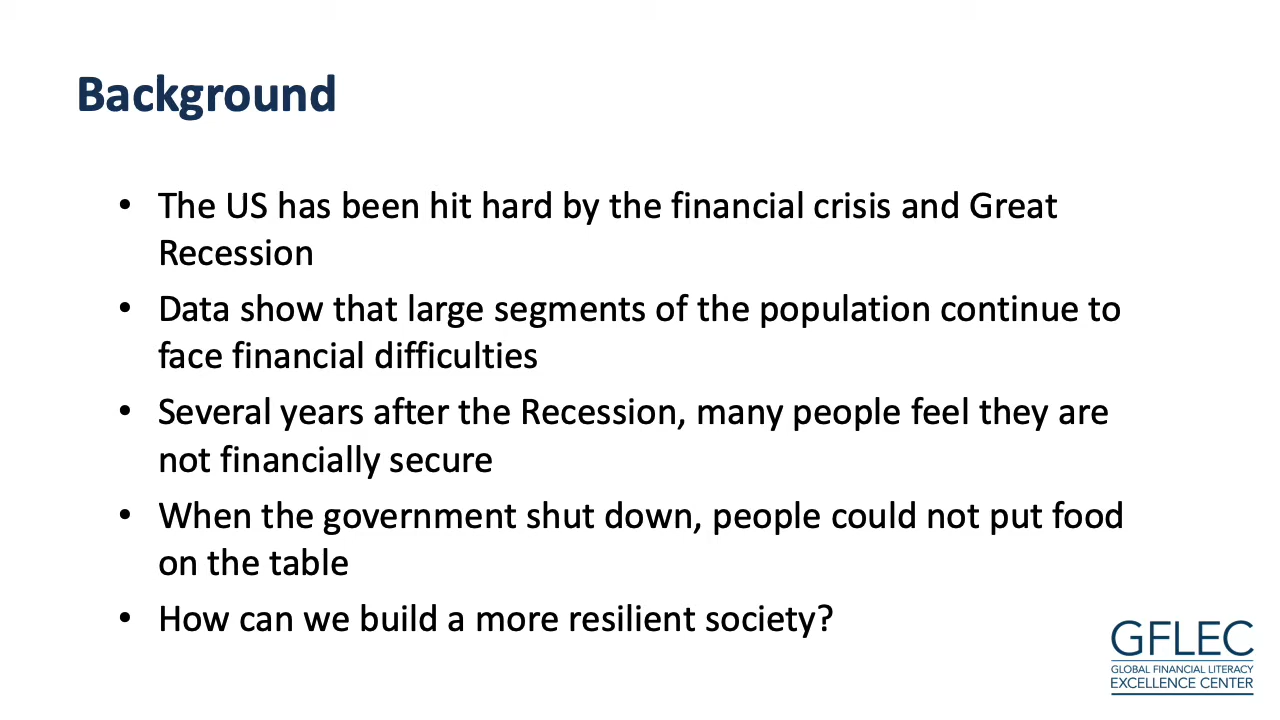 Background
• The US has been hit hard by the financial crisis and Great
Recession
• Data show that large segments of the population continue to
face financial difficulties
• Several years after the Recession, many people feel they are
not financially secure
• When the government shut down, people could not put food
on the table
• How can we build a more resilient society?
GFLEC
GLOBAL FINANCIAL LITERACY
EXCELLENCE CENTER